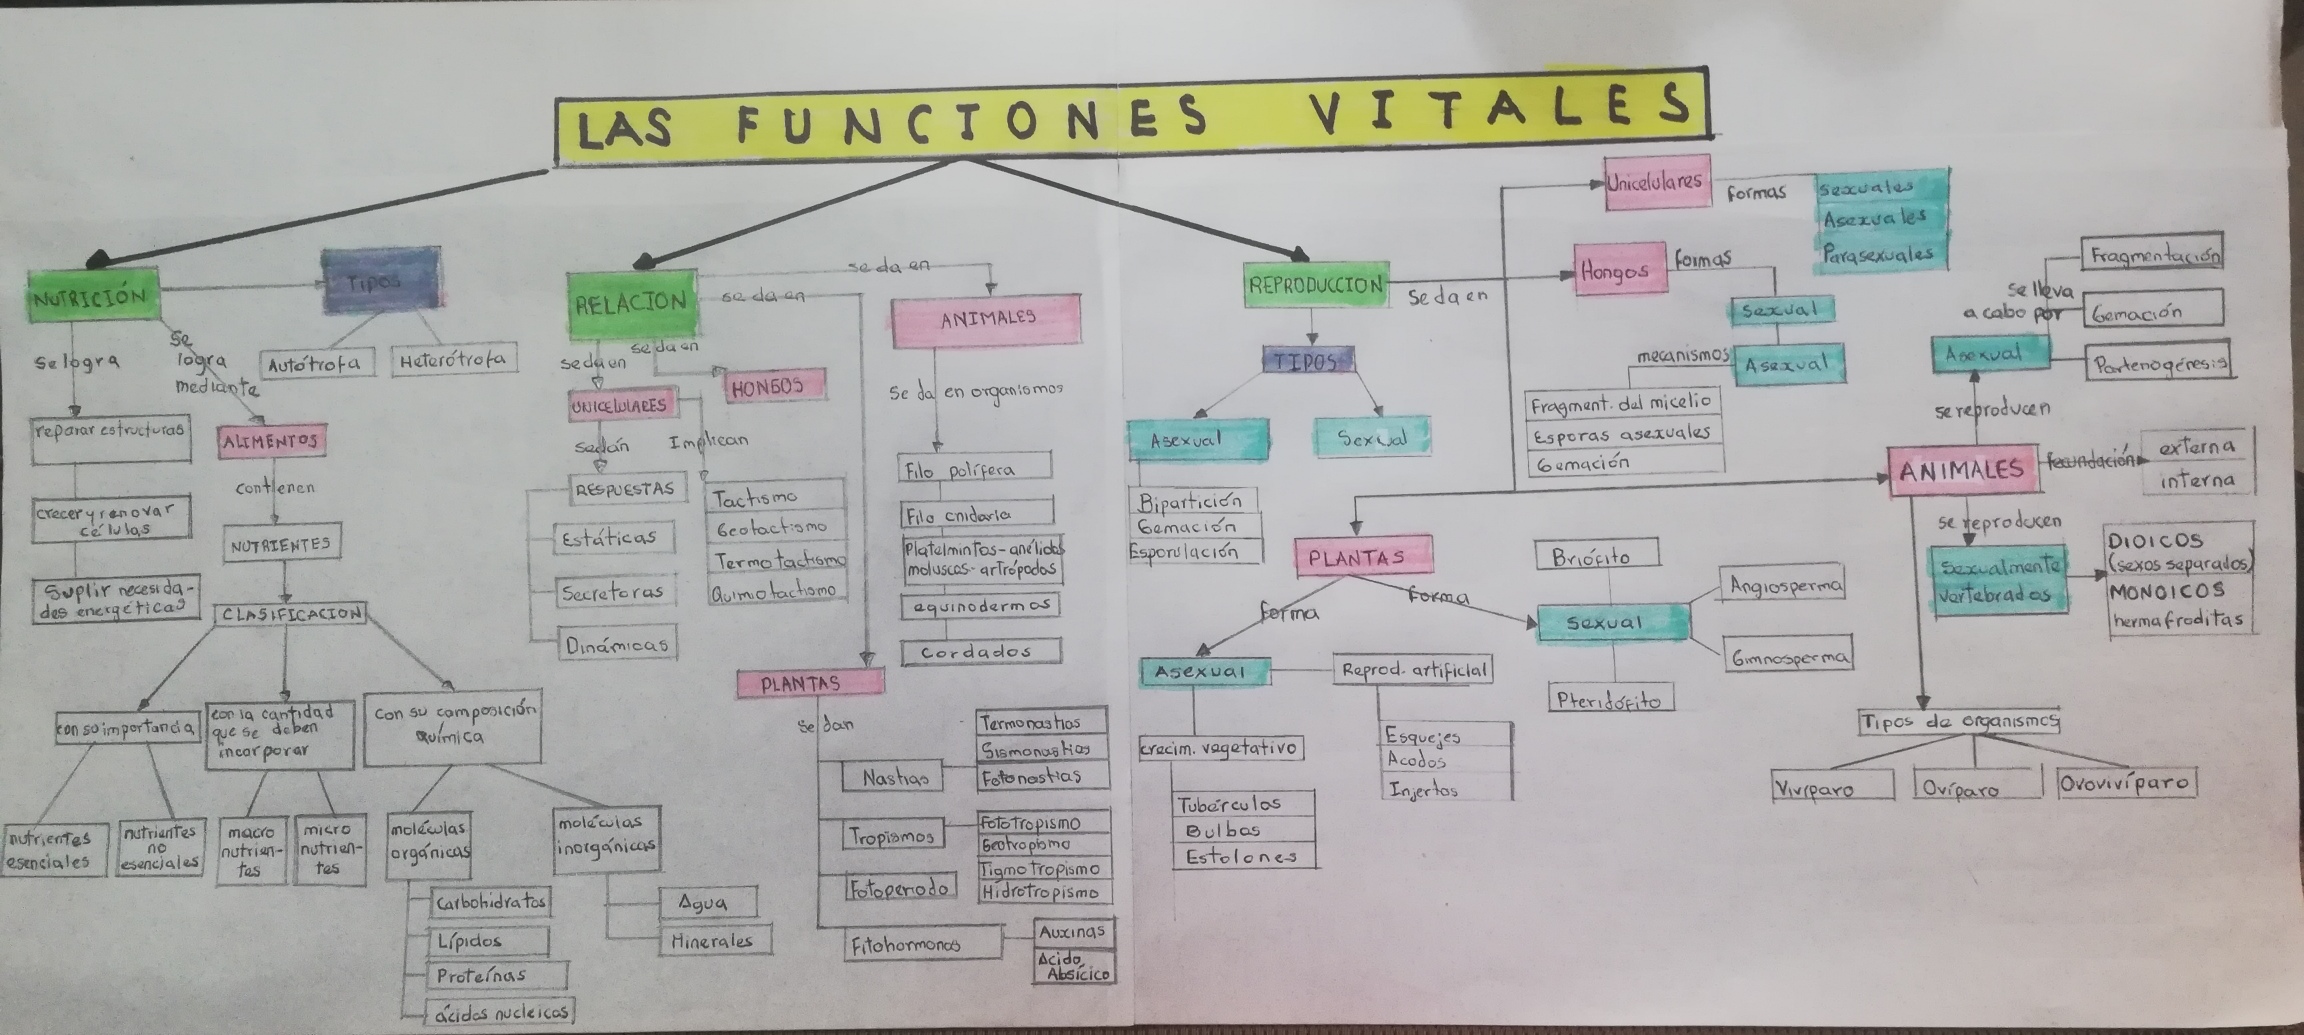 LAS FUNCIONES VITALES
NUTRICIÓN
Tipos
Autótrofa
Heterótrofa
Se logra
reparar estructuras
crecer y renovar
células
Suplir necesida-
des energéticas
se
logra
mediante
ALIMENTOS
contienen
NUTRIENTES
CLASIFICACION
con so importancia
nutrientes
esenciales
nutrientes
no
esenciales
con la cantidad
que se deben
incorporar
macro
nutrien-
tes
micro
nutrien-
tes
con su composición
química
moléculas
orgánicas
Carbohidratos
Lípidos
Proteínas
ácidos nucleicos
moléculas
inorgánicas
Agua
Minerales
RELACION
se da en
UNICELULARES
se dan
RESPUESTAS
Estáticas
Secretoras
Dinámicas
Implican
Tactismo
Geotactismo
Termotactismo
Quimiotactismo
se da en
HONGOS
se da en
ANIMALES
se da en organismos
Filo polífera
Filo cnidaria
Platelmintos-anélidos
moluscos-artrópodos
equinodermos
cordados
se da en
PLANTAS
se dan
Nastias
Termonastias
Sismonastias
Fotonastias
Tropismos
Fototropismo
Geotropismo
Tigmotropismo
Hidrotropismo
Fotoperiodo
Fitohormonas
Auxinas
Acido
Absícico
REPRODUCCION
TIPOS
Asexual
Bipartición
Gemación
Esporulación
Sexual
Se da en
Unicelulares
formas
sexuales
Asexuales
Parasexuales
Hongos
formas
sexual
Asexual
mecanismos
Fragment. del micelio
Esporas asexuales
Gemación
PLANTAS
forma
Asexual
crecim. vegetativo
Tubérculos
Bulbos
Estolones
Reprod. artificial
Esquejes
Acodos
Injertos
forma
sexual
Briófito
Angiosperma
Gimnosperma
Pteridófito
ANIMALES
se reproducen
Asexual
se lleva
a cabo por
Fragmentación
Gemación
Partenogénesis
fecundación
externa
interna
se reproducen
Sexualmente
vertebrados
DIOICOS
(sexos separados)
MONOICOS
hermafroditas
Tipos de organismos
Vivíparo
Ovíparo
Ovovivíparo